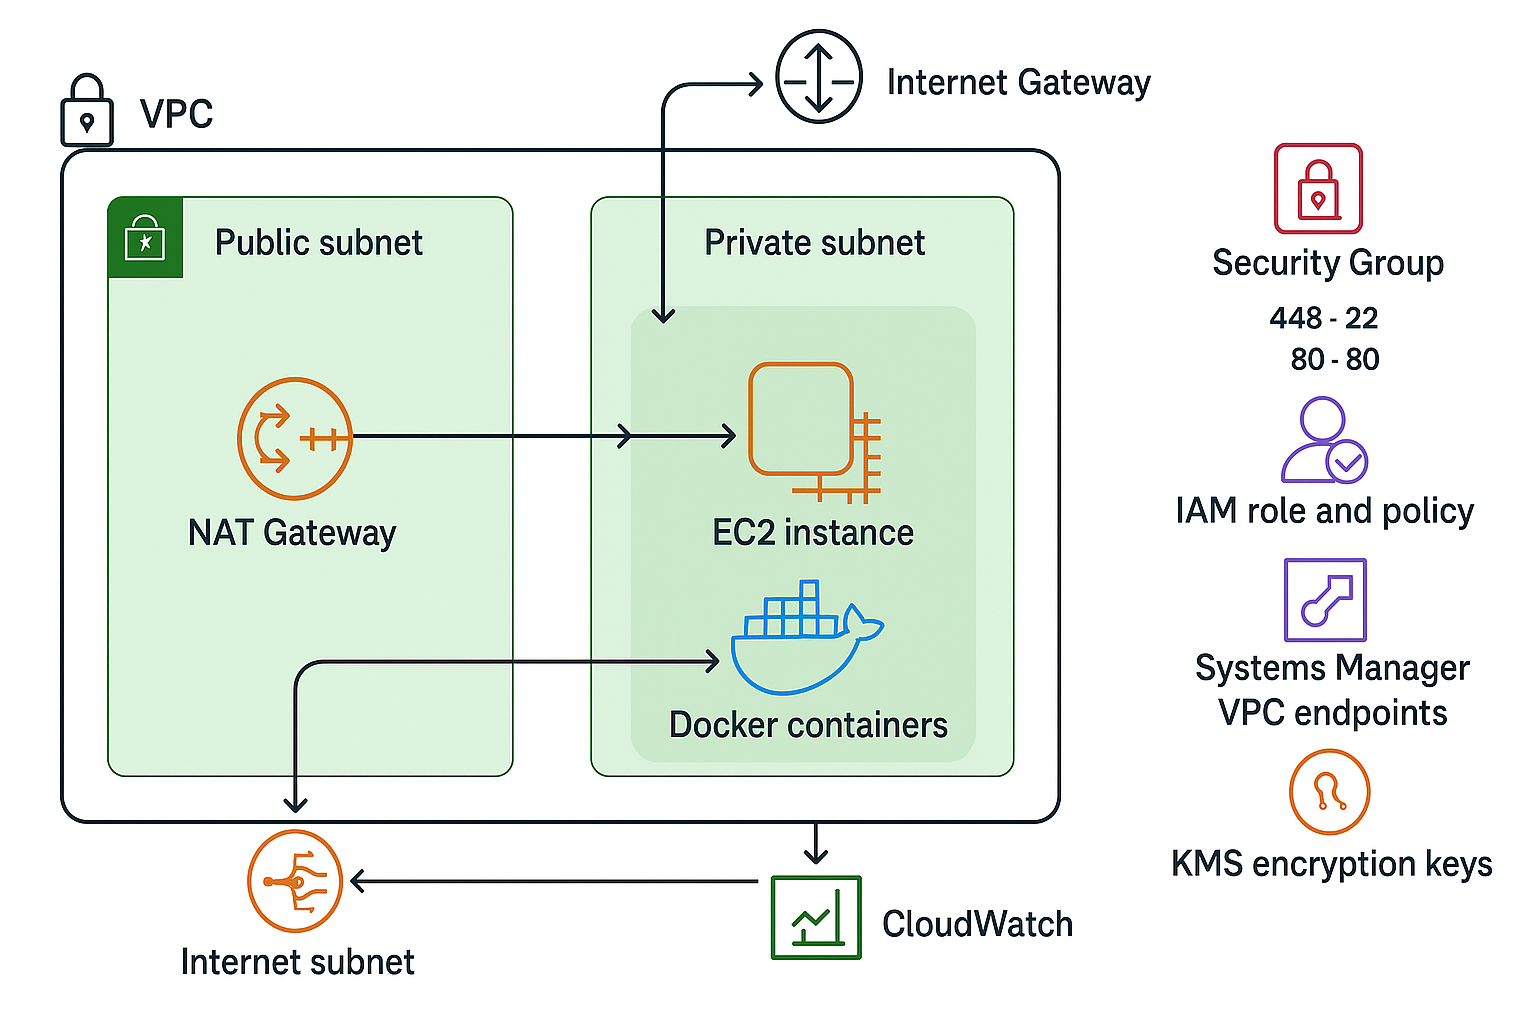 VPC
Internet Gateway
Public subnet
Private subnet
NAT Gateway
EC2 instance
Docker containers
Internet subnet
CloudWatch
Security Group
448 - 22
80 - 80
IAM role and policy
Systems Manager
VPC endpoints
KMS encryption keys